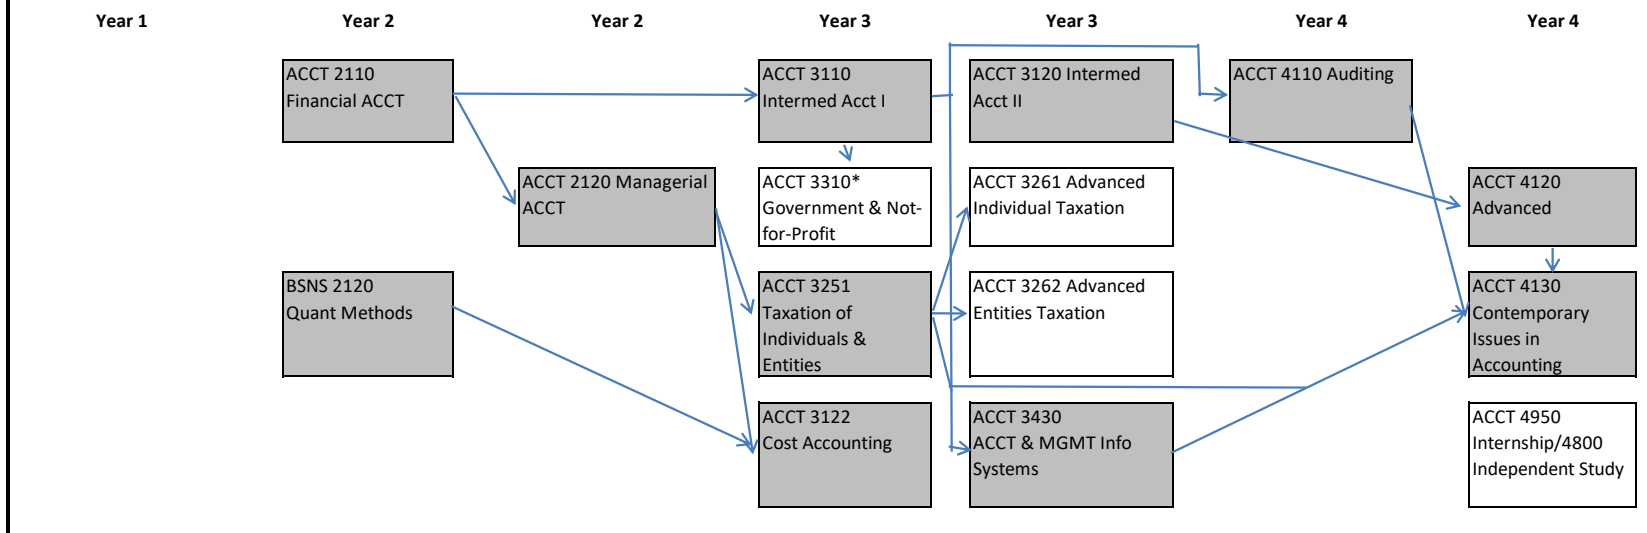 Year 1
Year 2
Year 2
Year 3
Year 3
Year 4
Year 4
ACCT 2110
Financial ACCT
ACCT 3110
Intermed Acct I
ACCT 3120 Intermed
Acct II
ACCT 4110 Auditing
ACCT 2120 Managerial
ACCT
ACCT 3310*
Government & Not-
for-Profit
ACCT 3261 Advanced
Individual Taxation
ACCT 4120
Advanced
BSNS 2120
Quant Methods
ACCT 3251
Taxation of
Individuals &
Entities
ACCT 3262 Advanced
Entities Taxation
ACCT 4130
Contemporary
Issues in
Accounting
ACCT 3122
Cost Accounting
ACCT 3430
ACCT & MGMT Info
Systems
ACCT 4950
Internship/4800
Independent Study